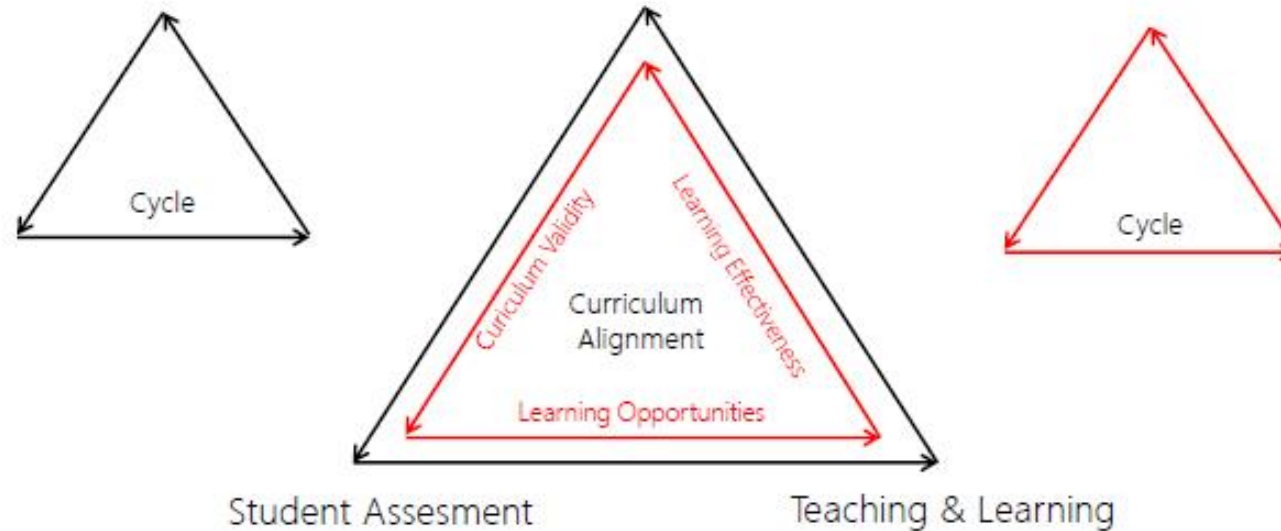 Cycle
Curiculum Validity
Learning Effectiveness
Cycle
Curriculum
Alignment
Learning Opportunities
Student Assesment
Teaching & Learning